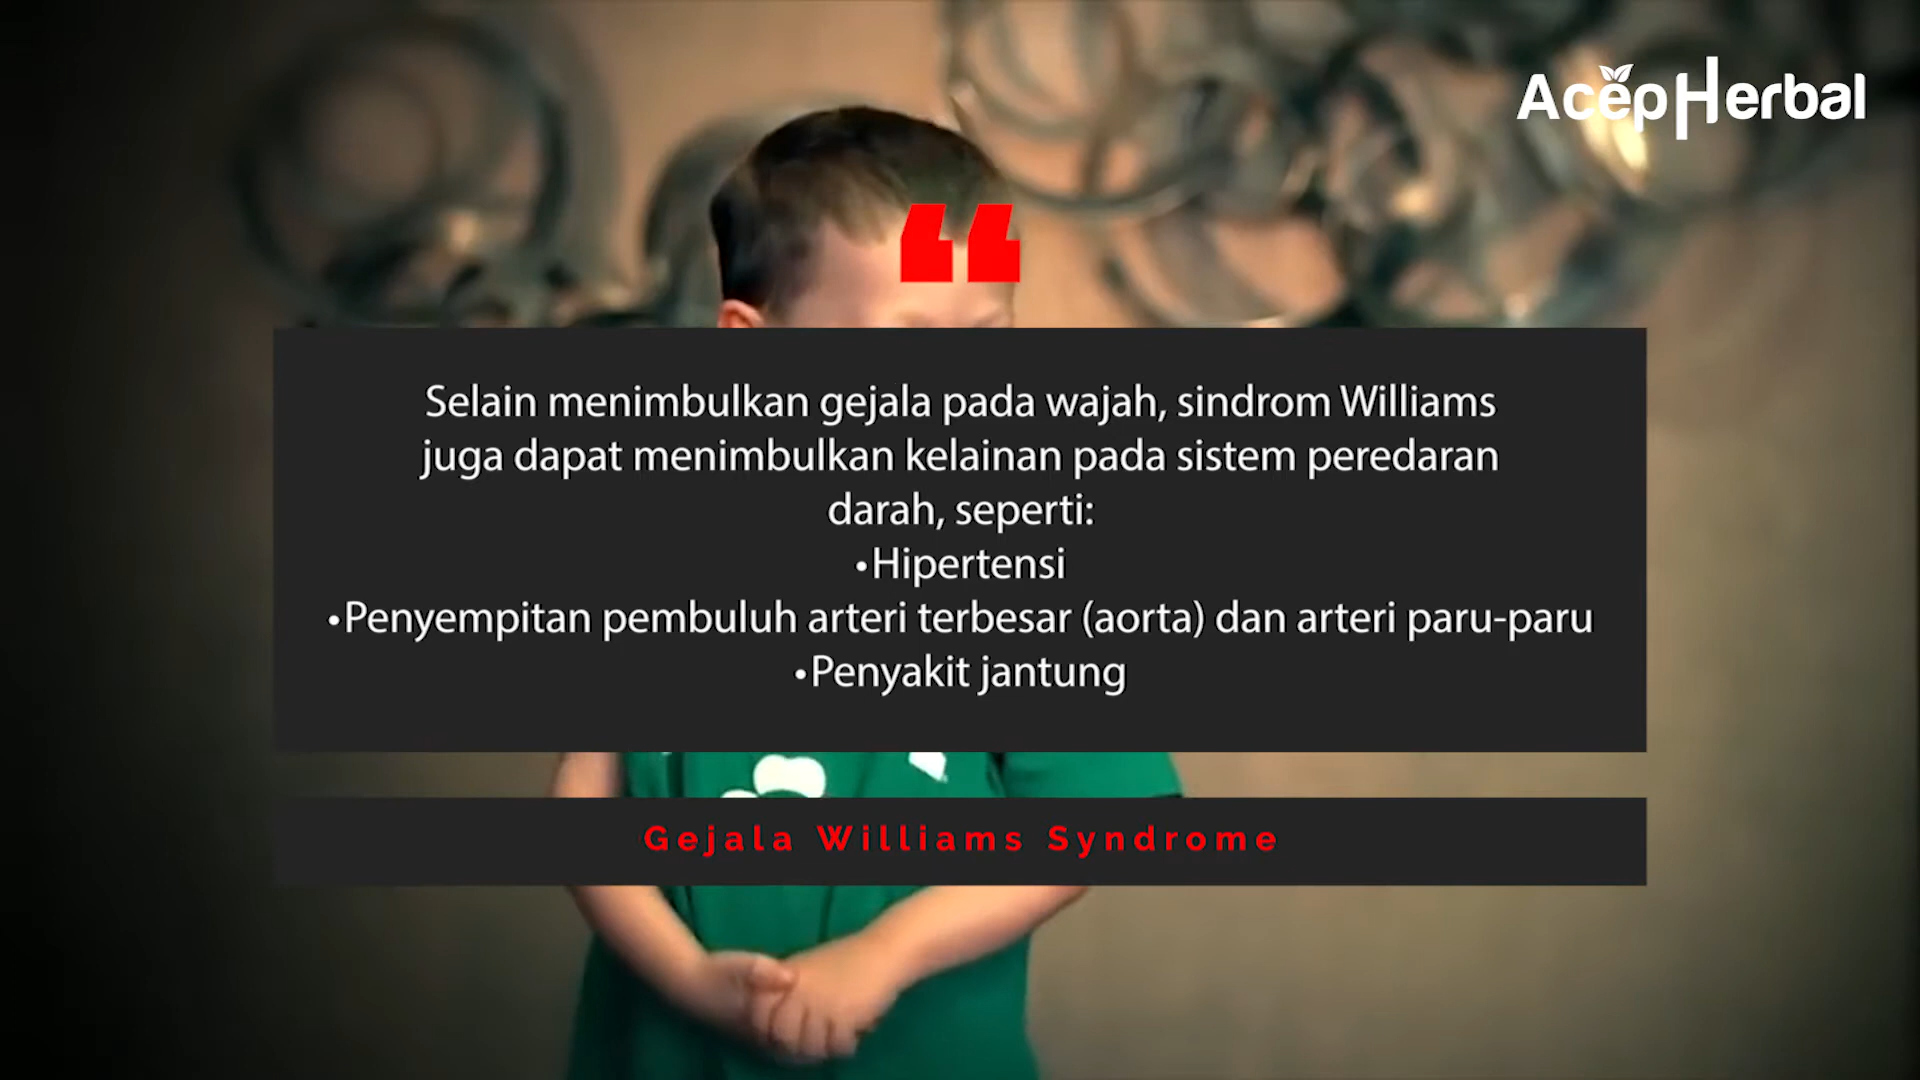 AcepHerbal
Selain menimbulkan gejala pada wajah, sindrom Williams
juga dapat menimbulkan kelainan pada sistem peredaran
darah, seperti:
•Hipertensi
•Penyempitan pembuluh arteri terbesar (aorta) dan arteri paru-paru
•Penyakit jantung
Gejala Williams Syndrome